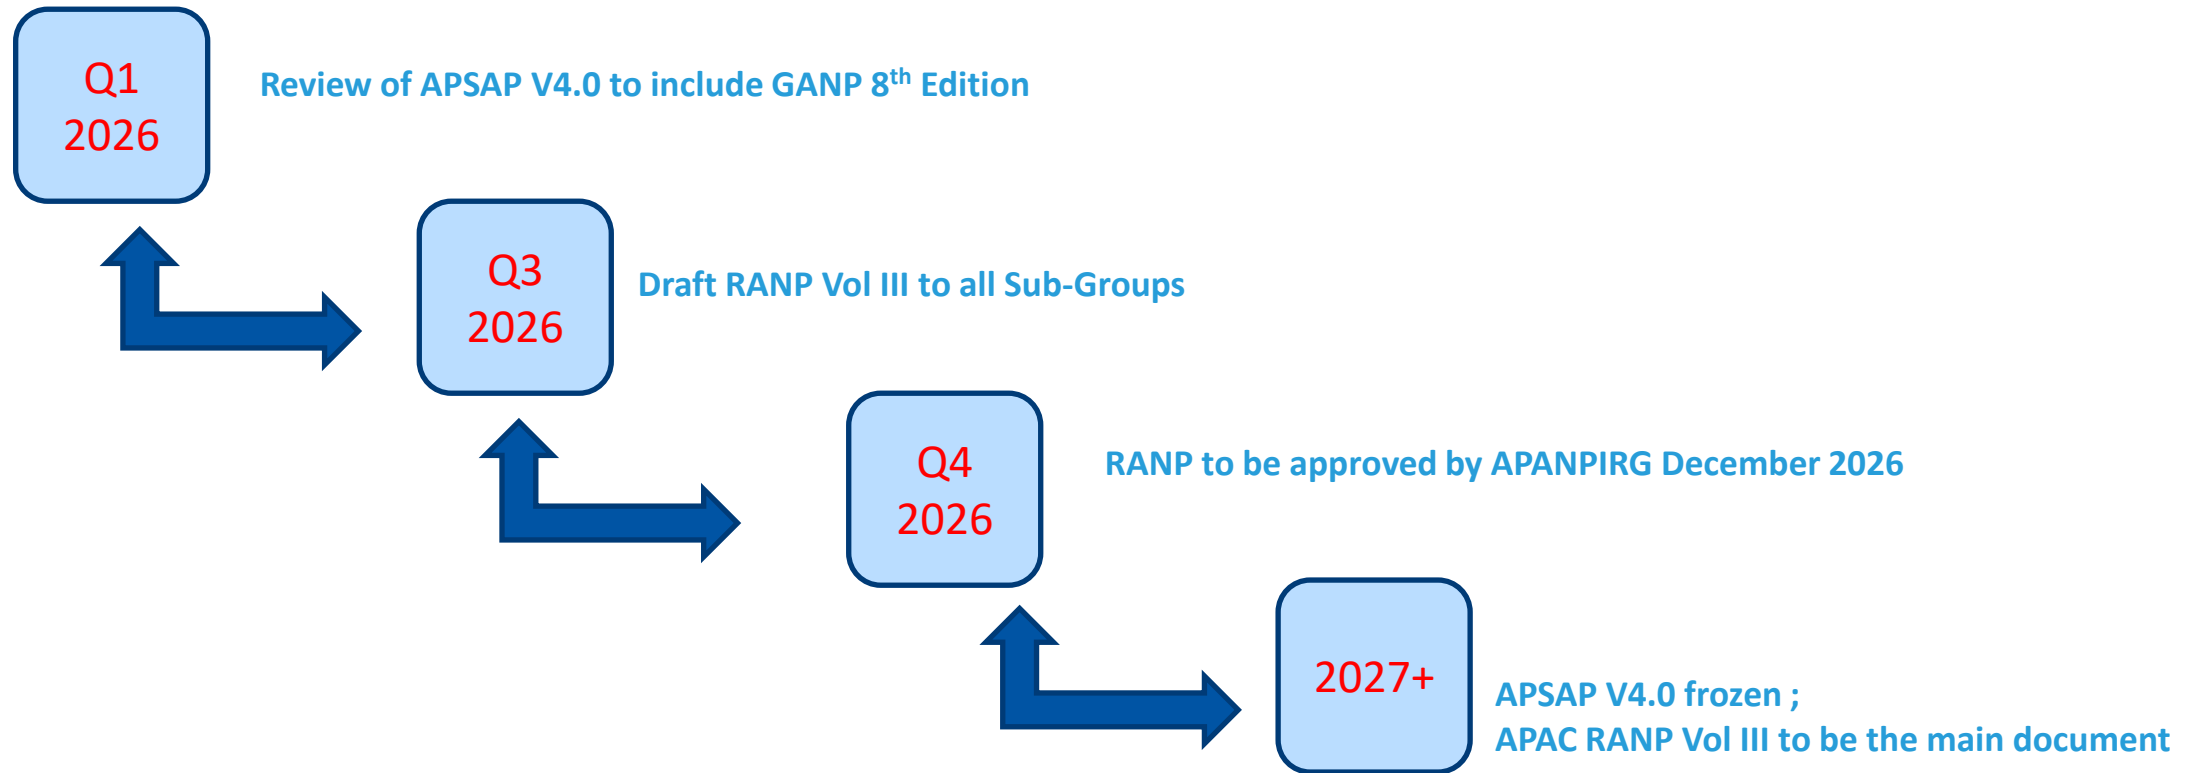 Q1
2026
Review of APSAP V4.0 to include GANP 8th Edition
Q3
2026
Draft RANP Vol III to all Sub-Groups
Q4
2026
RANP to be approved by APANPIRG December 2026
2027+
APSAP V4.0 frozen ;
APAC RANP Vol III to be the main document